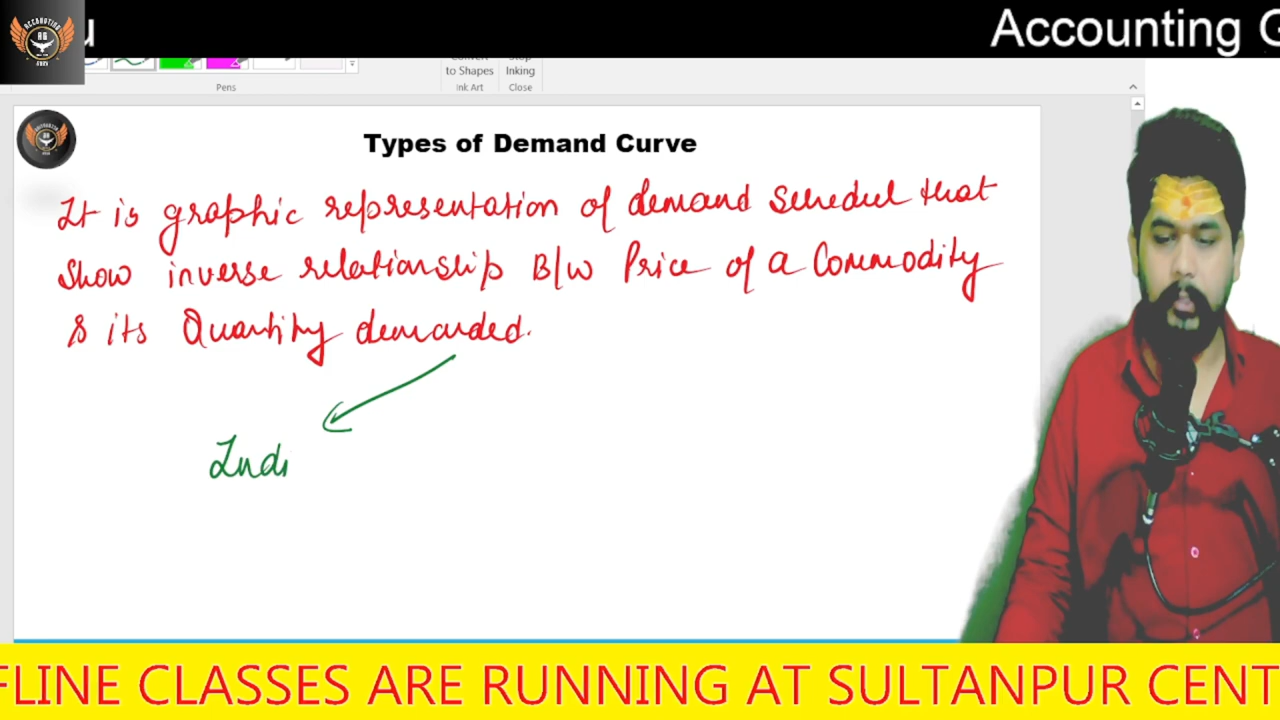 u
Accounting G
to Shapes
Inking
Pens
Ink Art
Close
Types of Demand Curve
It is graphic representation of demand schedul that
show inverse relationship B/w Price of a Commodity
& its Quantity demanded.
Indi
FLINE CLASSES ARE RUNNING AT SULTANPUR CENT